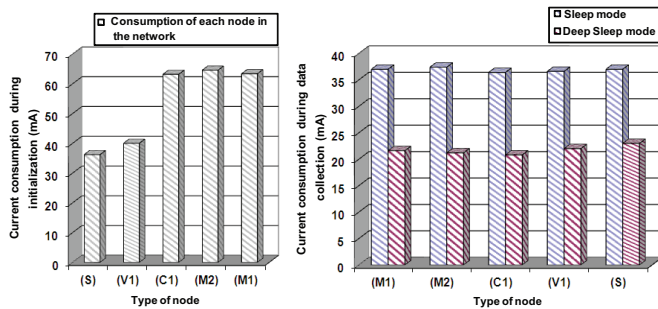 Consumption of each node in
the network
Current consumption during
initialization (mA)
70
60
50
40
30
20
10
0
(S) (V1) (C1) (M2) (M1)
Type of node
Sleep mode
Deep Sleep mode
Current consumption during data
collection (mA)
40
35
30
25
20
15
10
5
0
(M1) (M2) (C1) (V1) (S)
Type of node